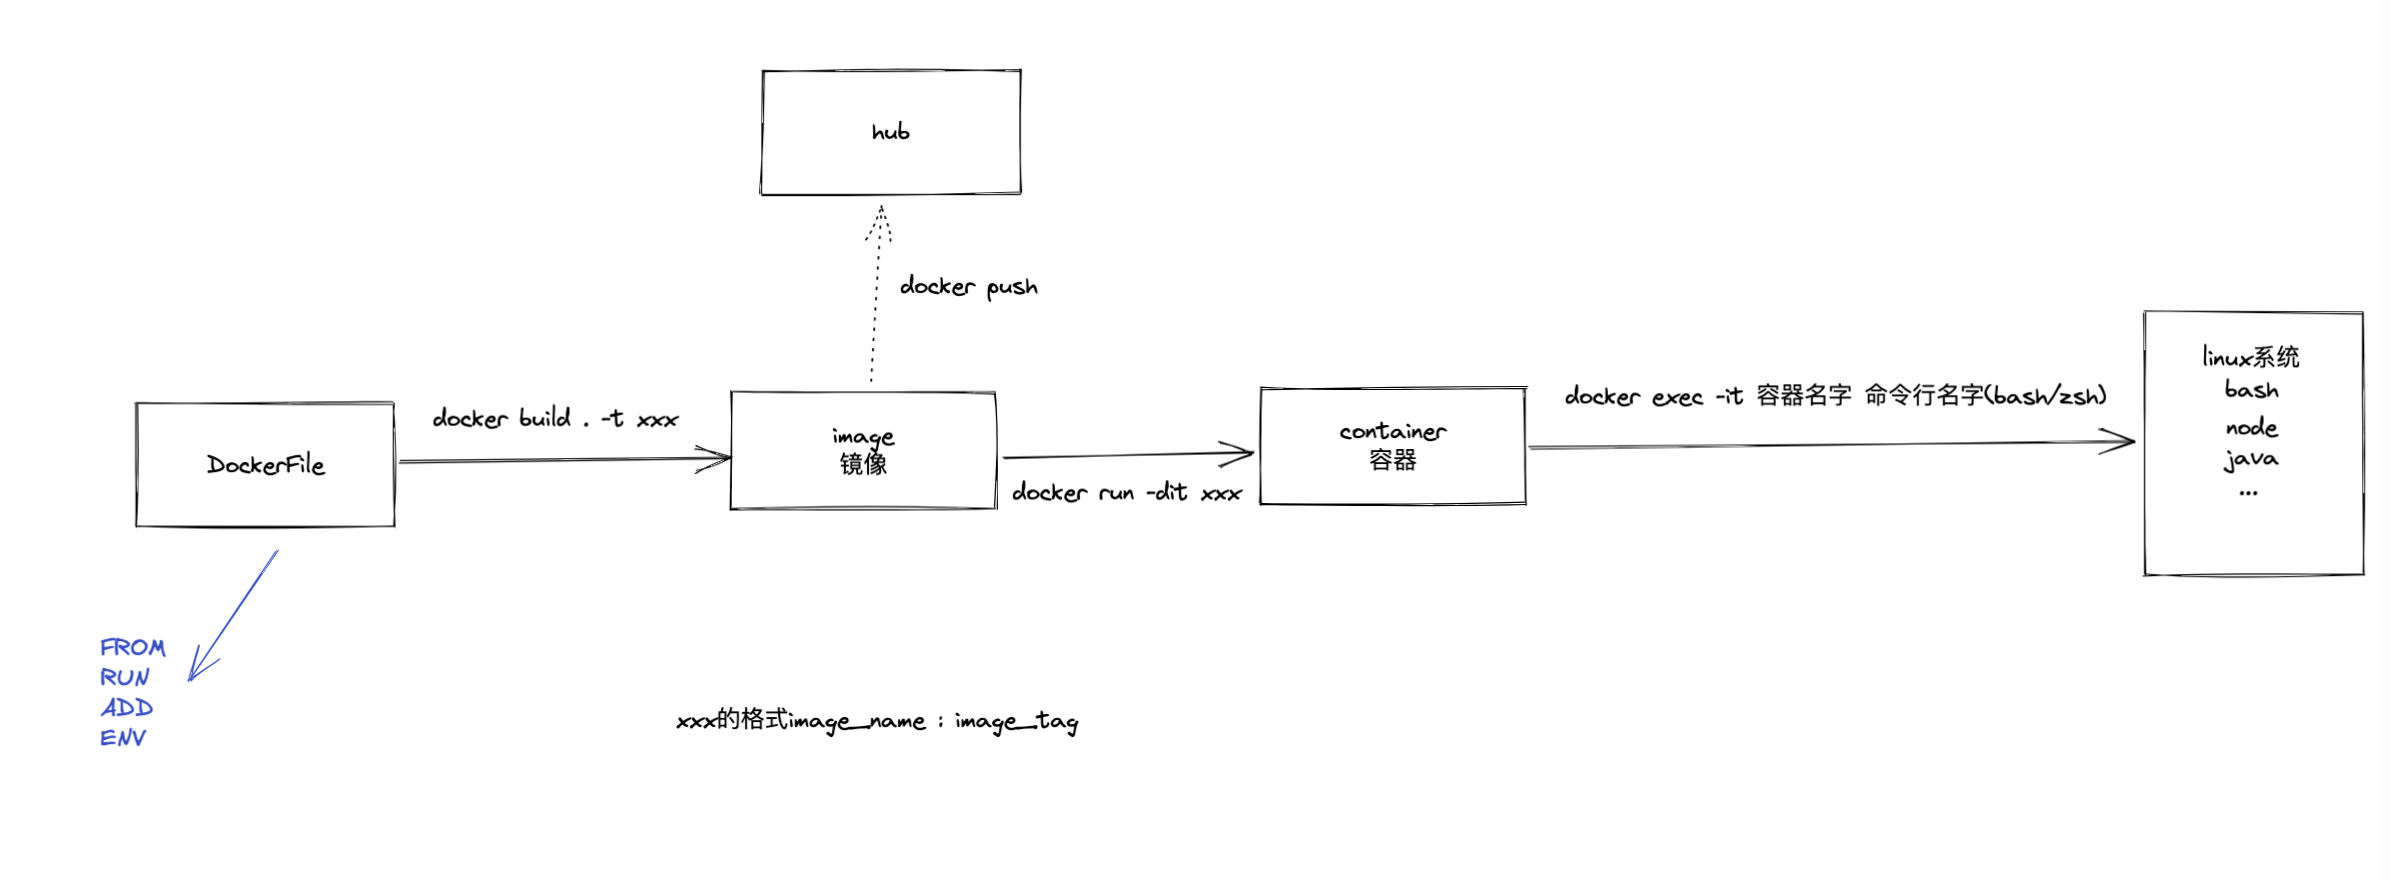 hub
docker push
DockerFile
docker build . -t xxx
image
镜像
docker run -dit xxx
container
容器
docker exec -it 容器名字 命令行名字(bash/zsh)
linux系统
bash
node
java
...
FROM
RUN
ADD
ENV
xxx的格式image_name : image_tag